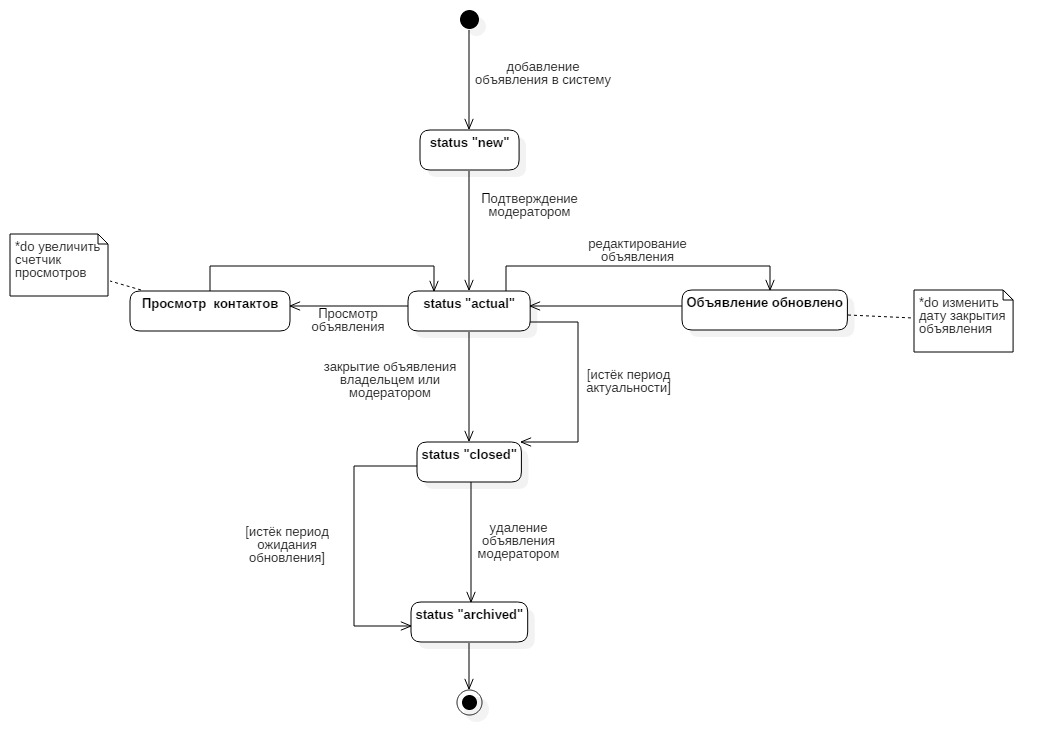 добавление
объявления в систему
status "new"
Подтверждение
модератором
*do увеличить
счетчик
просмотров
редактирование
объявления
Просмотр  контактов
status "actual"
Объявление обновлено
*do изменить
дату закрытия
объявления
Просмотр
объявления
закрытие объявления
владельцем или
модератором
[истёк период
актуальности]
status "closed"
[истёк период
ожидания
обновления]
удаление
объявления
модератором
status "archived"